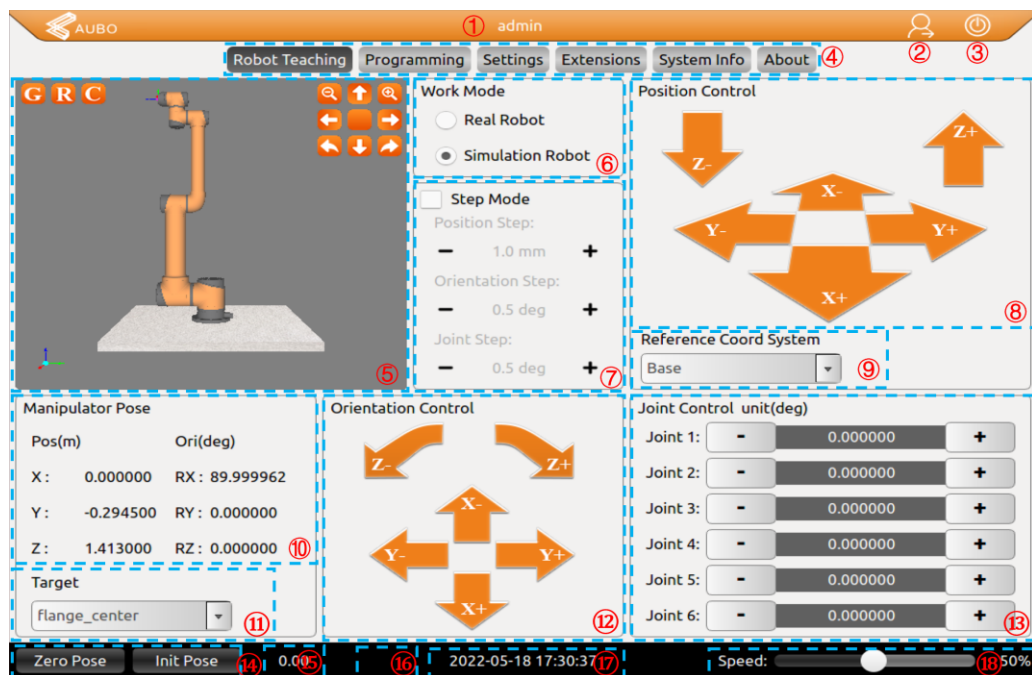 AUBO
① admin
②
③
Robot Teaching Programming Settings Extensions System Info About ④
G R C
⑤
Work Mode
Real Robot
Simulation Robot
⑥
Step Mode
Position Step:
- 1.0 mm +
Orientation Step:
- 0.5 deg +
Joint Step:
- 0.5 deg +
⑦
Position Control
Z-
Z+
X-
Y-
Y+
X+
⑧
Reference Coord System
Base
⑨
Manipulator Pose
Pos(m) Ori(deg)
X: 0.000000 RX: 89.999962
Y: -0.294500 RY: 0.000000
Z: 1.413000 RZ: 0.000000 ⑩
Target
flange_center
⑪
Orientation Control
Z-
Z+
X-
Y-
Y+
X+
⑫
Joint Control unit(deg)
Joint 1: - 0.000000 +
Joint 2: - 0.000000 +
Joint 3: - 0.000000 +
Joint 4: - 0.000000 +
Joint 5: - 0.000000 +
Joint 6: - 0.000000 +
⑬
Zero Pose Init Pose ⑭ 0.00 ⑮ ⑯ 2022-05-18 17:30:37 ⑰ Speed: ⑱ 50%